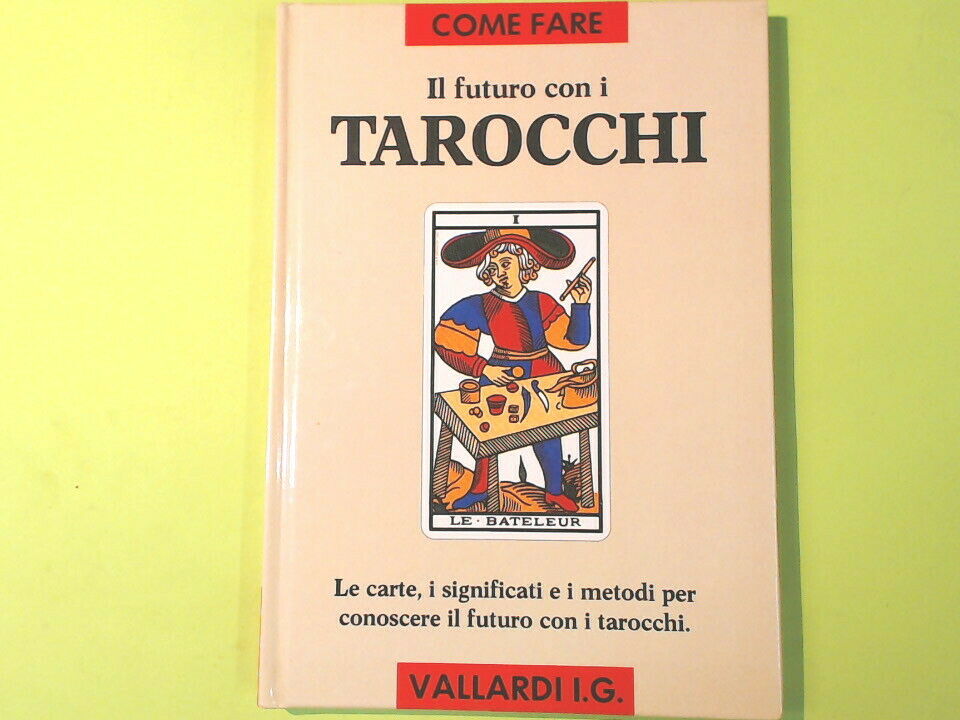 COME FARE
Il futuro con i
TAROCCHI
I
LE · BATELEUR
Le carte, i significati e i metodi per
conoscere il futuro con i tarocchi.
VALLARDI I.G.